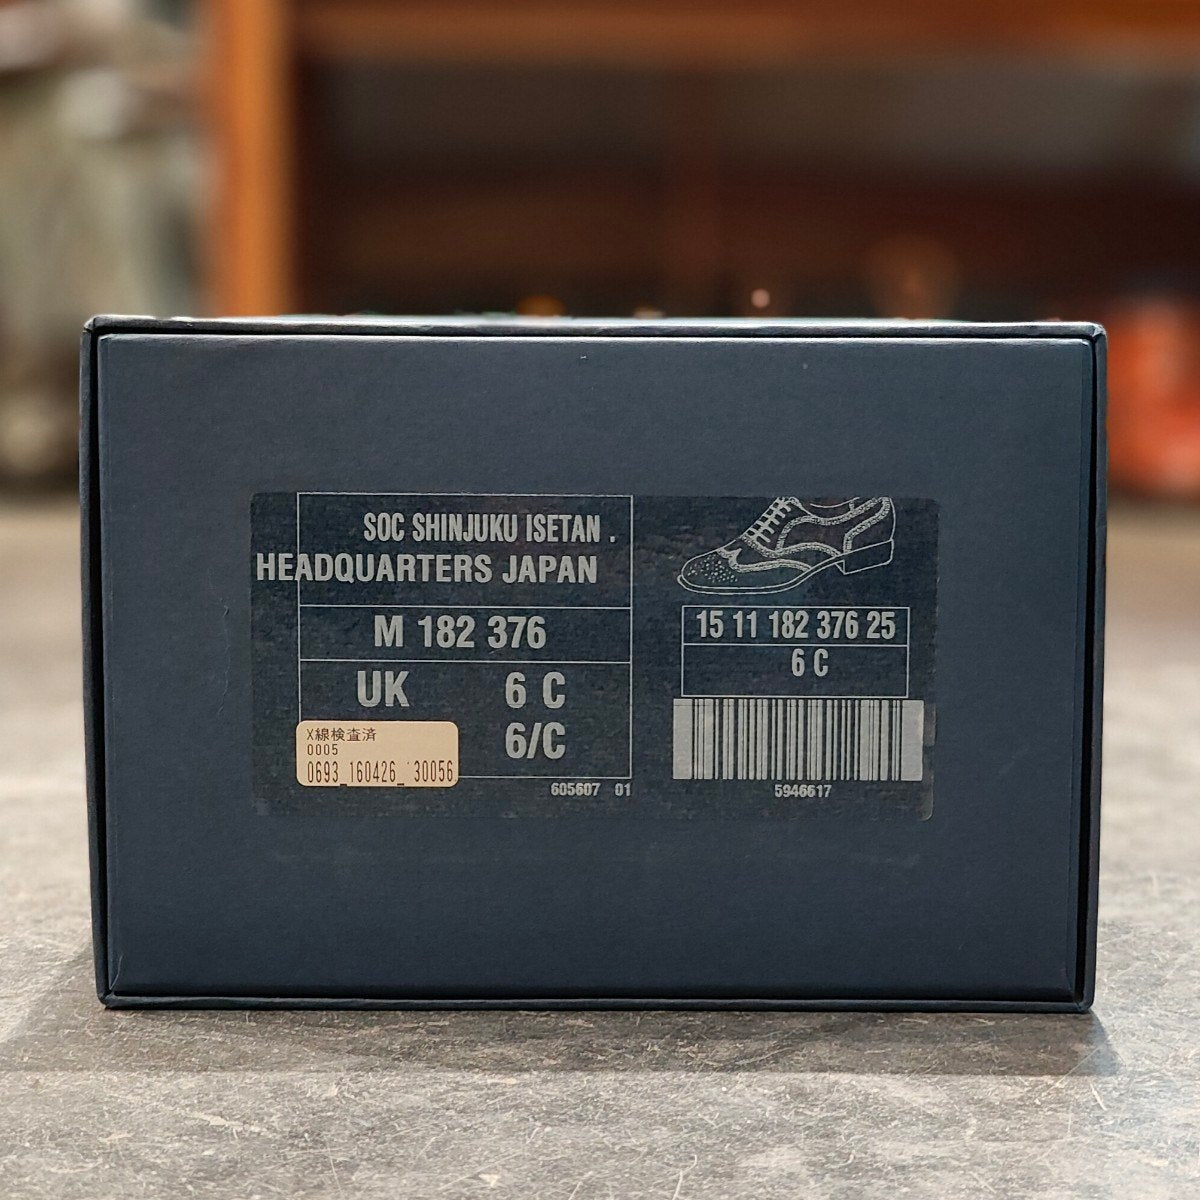 SOC SHINJUKU ISETAN .
HEADQUARTERS JAPAN
M 182 376
UK 6 C
6/C
X線検査済
0005
0693_160426_30056
605607 01
15 11 182 376 25
6 C
5946617